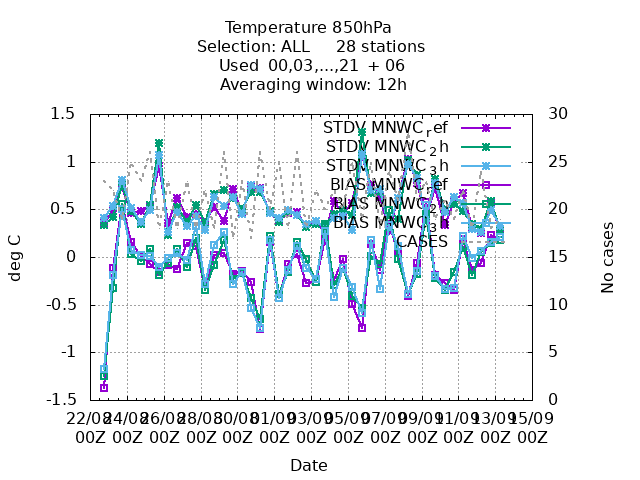 Temperature 850hPa
Selection: ALL 28 stations
Used 00,03,...,21 + 06
Averaging window: 12h
1.5
1
0.5
0
-0.5
-1
-1.5
30
25
20
15
10
5
0
deg C
No cases
STDV MNWC_ref
STDV MNWC_2h
STDV MNWC_3h
BIAS MNWC_ref
BIAS MNWC_2h
BIAS MNWC_3h
CASES
22/08 24/08 26/08 28/08 30/08 01/09 03/09 05/09 07/09 09/09 11/09 13/09 15/09
00Z 00Z 00Z 00Z 00Z 00Z 00Z 00Z 00Z 00Z 00Z 00Z 00Z
Date